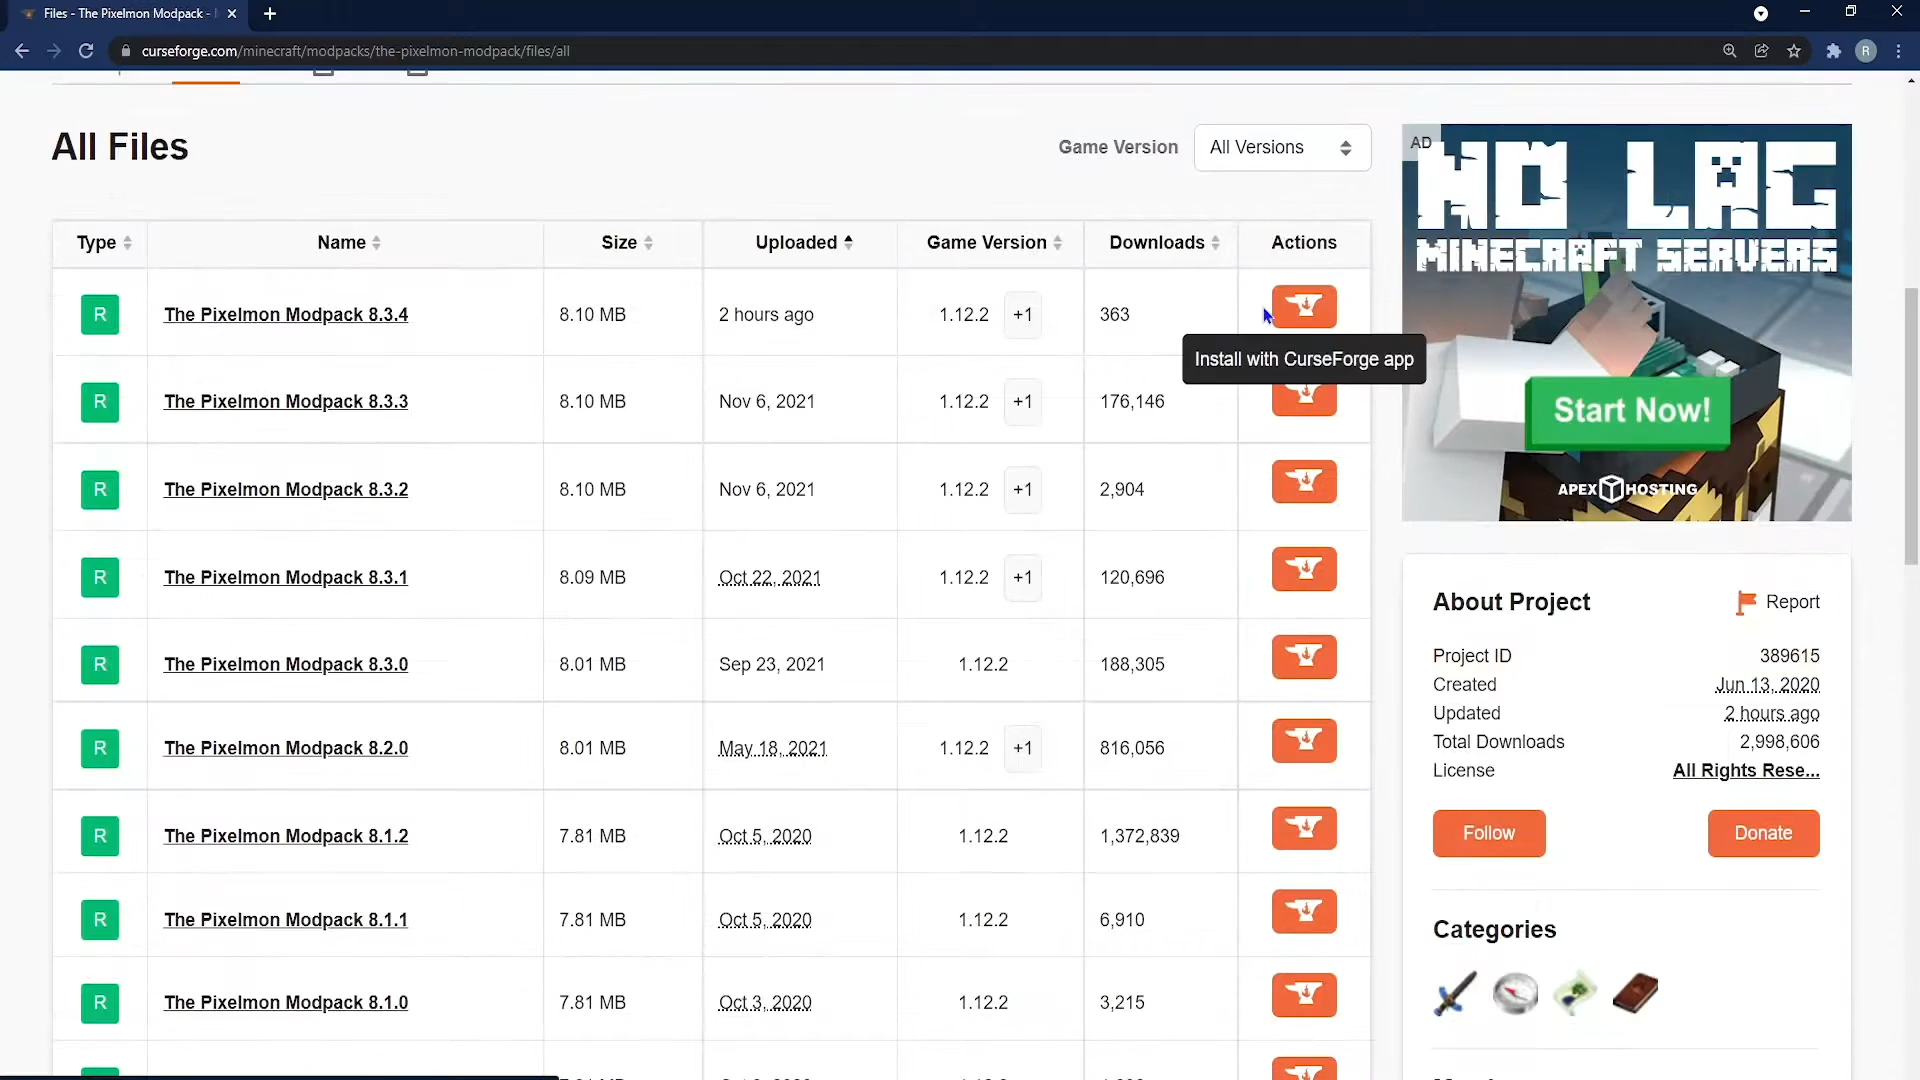 Files - The Pixelmon Modpack -
curseforge.com/minecraft/modpacks/the-pixelmon-modpack/files/all
R
All Files
Game Version All Versions
AD
NO LAG
MINECRAFT SERVERS
Start Now!
APEX HOSTING
Type Name Size Uploaded Game Version Downloads Actions
R The Pixelmon Modpack 8.3.4 8.10 MB 2 hours ago 1.12.2 +1 363
Install with CurseForge app
R The Pixelmon Modpack 8.3.3 8.10 MB Nov 6, 2021 1.12.2 +1 176,146
R The Pixelmon Modpack 8.3.2 8.10 MB Nov 6, 2021 1.12.2 +1 2,904
R The Pixelmon Modpack 8.3.1 8.09 MB Oct 22, 2021 1.12.2 +1 120,696
R The Pixelmon Modpack 8.3.0 8.01 MB Sep 23, 2021 1.12.2 188,305
R The Pixelmon Modpack 8.2.0 8.01 MB May 18, 2021 1.12.2 +1 816,056
R The Pixelmon Modpack 8.1.2 7.81 MB Oct 5, 2020 1.12.2 1,372,839
R The Pixelmon Modpack 8.1.1 7.81 MB Oct 5, 2020 1.12.2 6,910
R The Pixelmon Modpack 8.1.0 7.81 MB Oct 3, 2020 1.12.2 3,215
About Project Report
Project ID 389615
Created Jun 13, 2020
Updated 2 hours ago
Total Downloads 2,998,606
License All Rights Rese...
Follow Donate
Categories